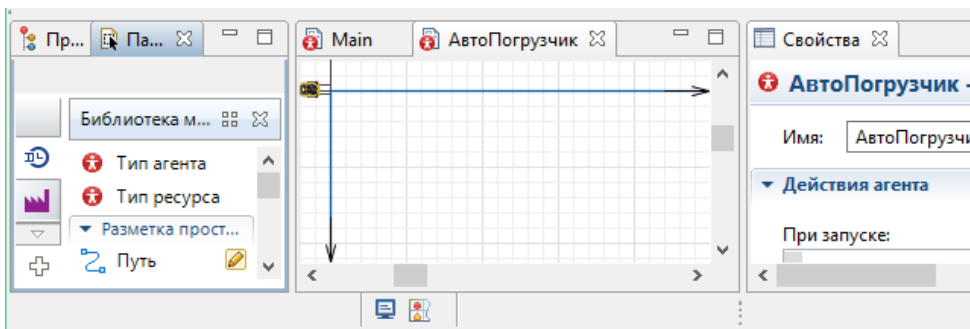 Пр...
Па...
Main
АвтоПогрузчик
Свойства
АвтоПогрузчик -
Библиотека м...
Имя:
АвтоПогрузчи
Тип агента
Тип ресурса
Действия агента
Разметка прост...
При запуске:
Путь